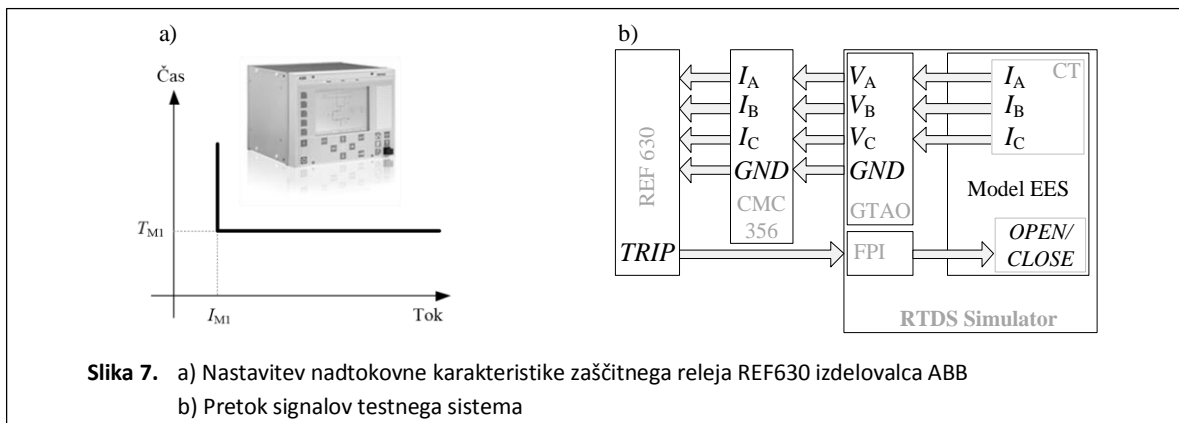 a)
Čas
T_M1
I_M1
Tok
b)
REF 630
TRIP
I_A
I_B
I_C
GND
CMC
356
V_A
V_B
V_C
GND
GTAO
FPI
I_A
I_B
I_C
CT
Model EES
OPEN/
CLOSE
RTDS Simulator
Slika 7. a) Nastavitev nadtokovne karakteristike zaščitnega releja REF630 izdelovalca ABB
b) Pretok signalov testnega sistema